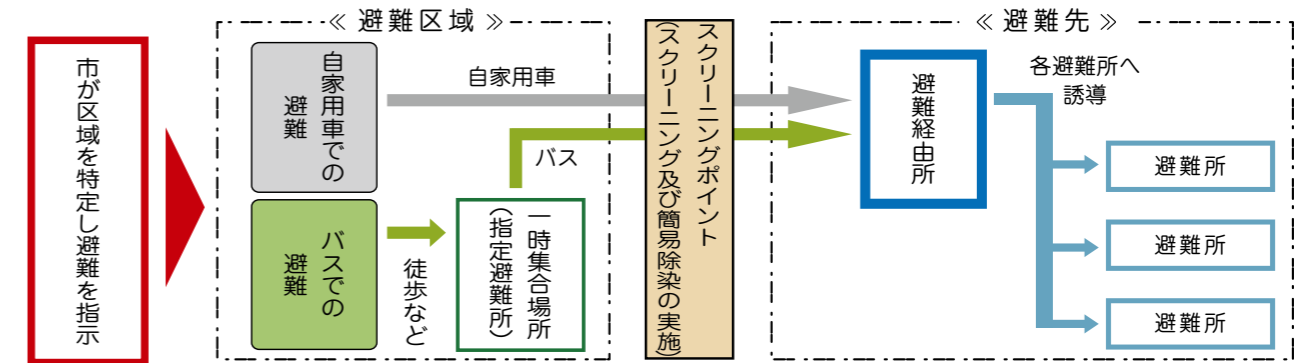 市が区域を特定し避難を指示
≪ 避難区域 ≫
自家用車での
避難
自家用車
バスでの
避難
徒歩など
一時集合場所
(指定避難所)
バス
スクリーニングポイント
(スクリーニング及び簡易除染の実施)
≪ 避難先 ≫
避難経由所
各避難所へ
誘導
避難所
避難所
避難所